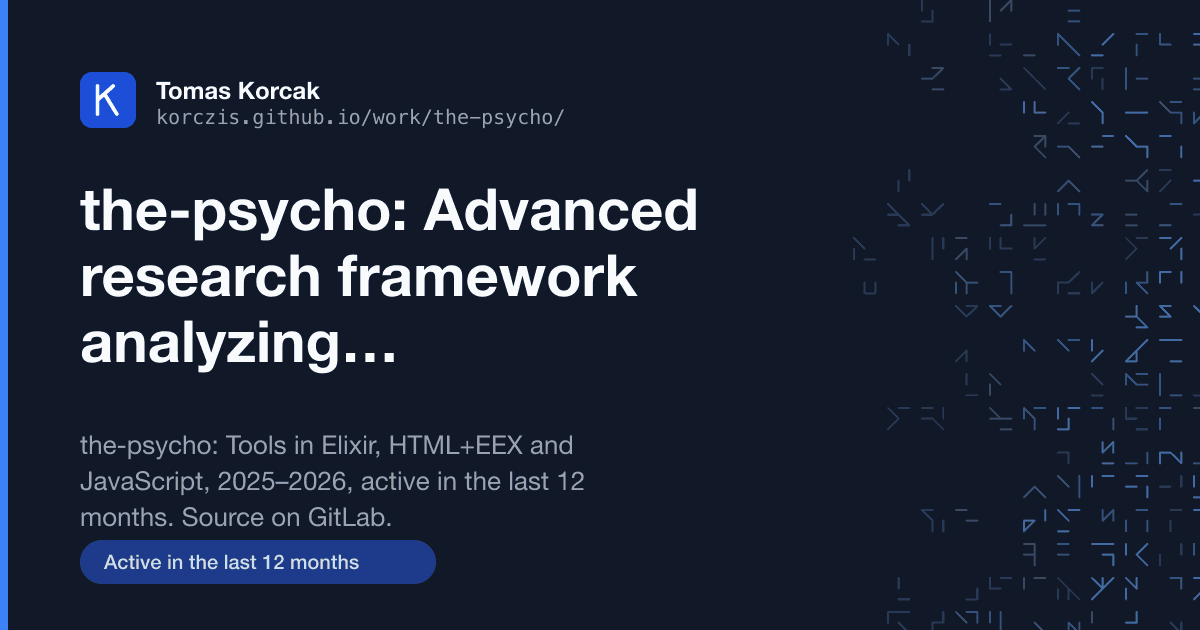 K
Tomas Korcak
korczis.github.io/work/the-psycho/
the-psycho: Advanced
research framework
analyzing…
the-psycho: Tools in Elixir, HTML+EEX and
JavaScript, 2025–2026, active in the last 12
months. Source on GitLab.
Active in the last 12 months